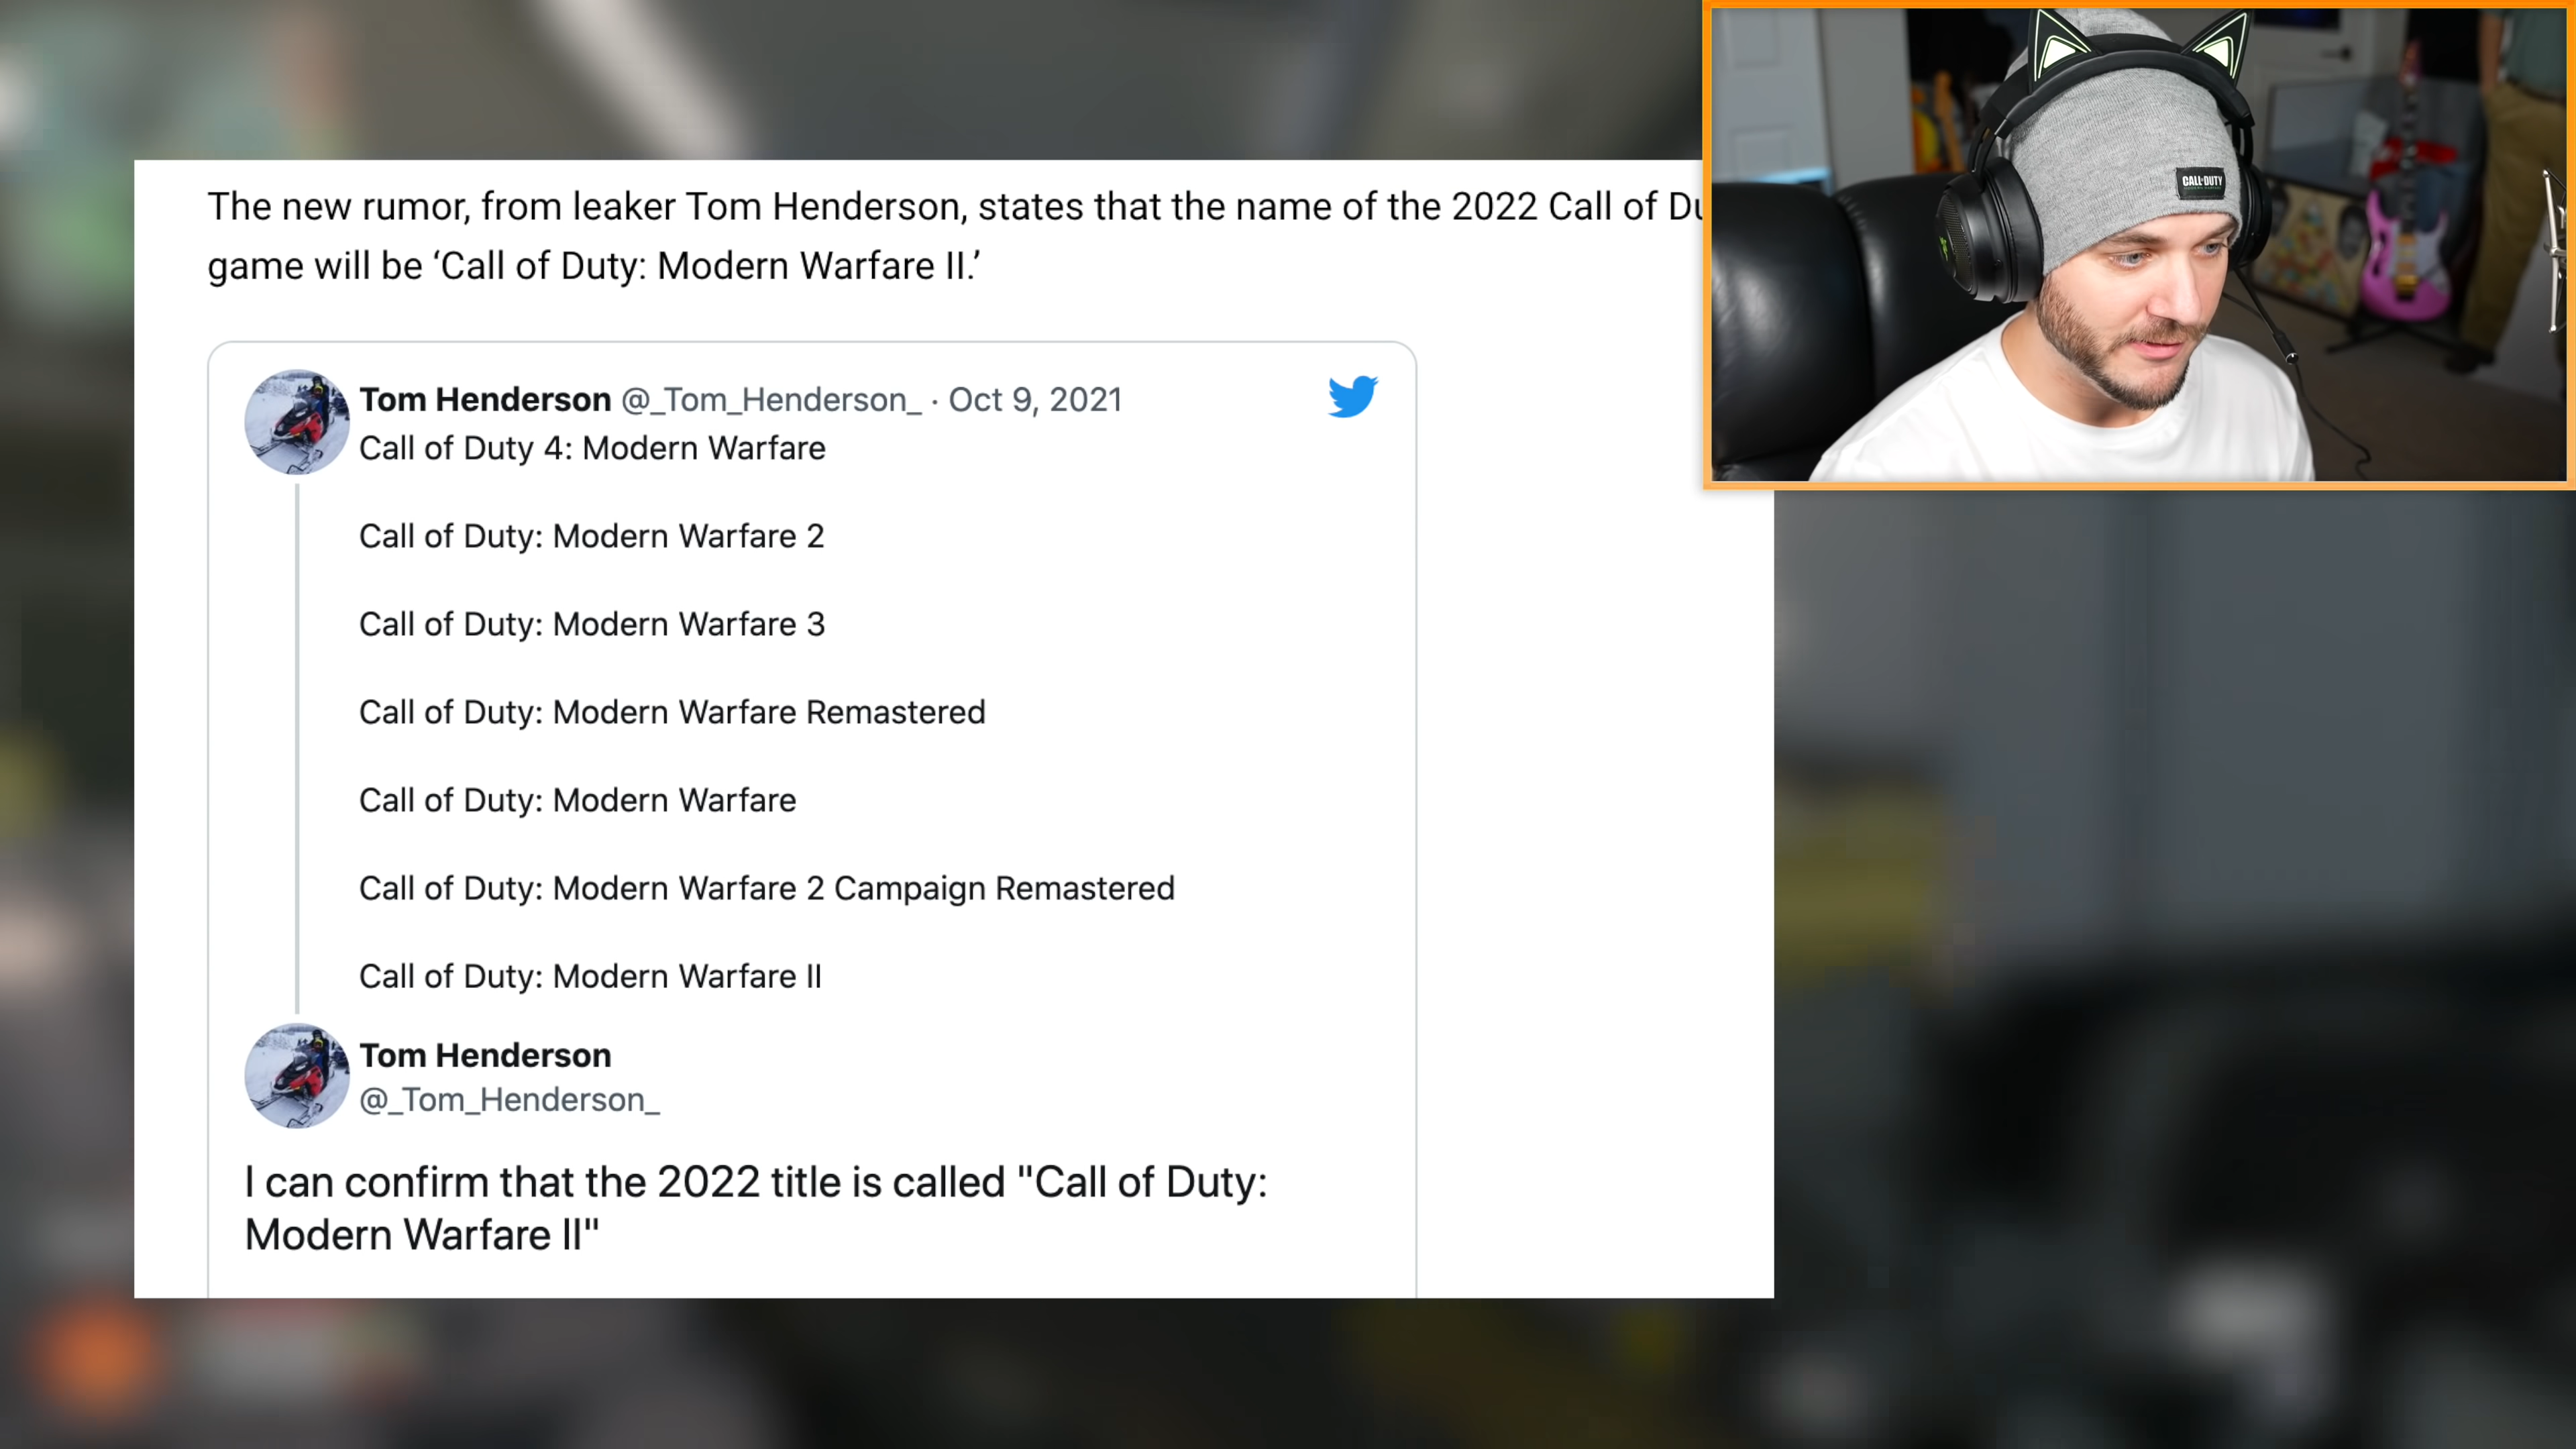 The new rumor, from leaker Tom Henderson, states that the name of the 2022 Call of Du
game will be ‘Call of Duty: Modern Warfare II.’
Tom Henderson @_Tom_Henderson_ · Oct 9, 2021
Call of Duty 4: Modern Warfare
Call of Duty: Modern Warfare 2
Call of Duty: Modern Warfare 3
Call of Duty: Modern Warfare Remastered
Call of Duty: Modern Warfare
Call of Duty: Modern Warfare 2 Campaign Remastered
Call of Duty: Modern Warfare II
Tom Henderson
@_Tom_Henderson_
I can confirm that the 2022 title is called "Call of Duty:
Modern Warfare II"
CALL·DUTY